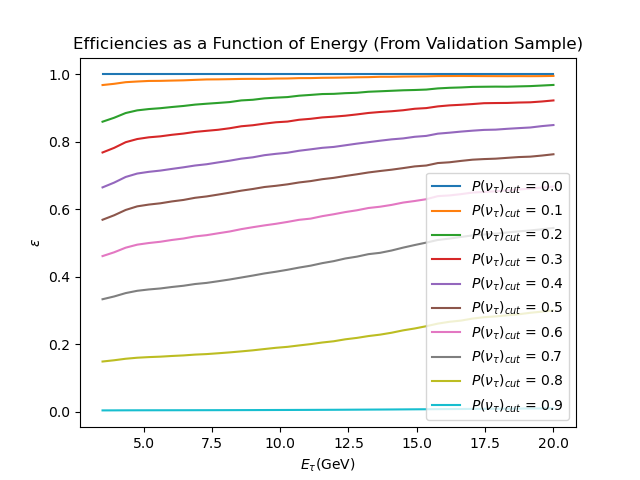 Efficiencies as a Function of Energy (From Validation Sample)
1.0
0.8
0.6
0.4
0.2
0.0
ε
P(ν_τ)_cut = 0.0
P(ν_τ)_cut = 0.1
P(ν_τ)_cut = 0.2
P(ν_τ)_cut = 0.3
P(ν_τ)_cut = 0.4
P(ν_τ)_cut = 0.5
P(ν_τ)_cut = 0.6
P(ν_τ)_cut = 0.7
P(ν_τ)_cut = 0.8
P(ν_τ)_cut = 0.9
5.0 7.5 10.0 12.5 15.0 17.5 20.0
E_τ(GeV)